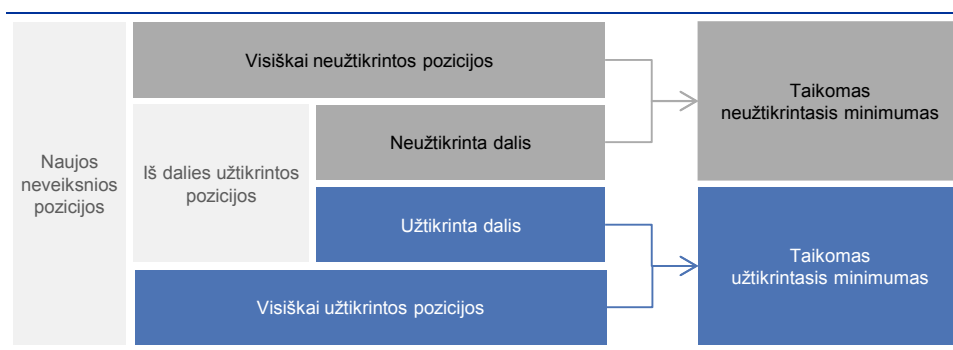 Naujos
neveiksnios
pozicijos
Visiškai neužtikrintos pozicijos
Iš dalies užtikrintos
pozicijos
Neužtikrinta dalis
Užtikrinta dalis
Visiškai užtikrintos pozicijos
Taikomas
neužtikrintasis minimumas
Taikomas
užtikrintasis minimumas